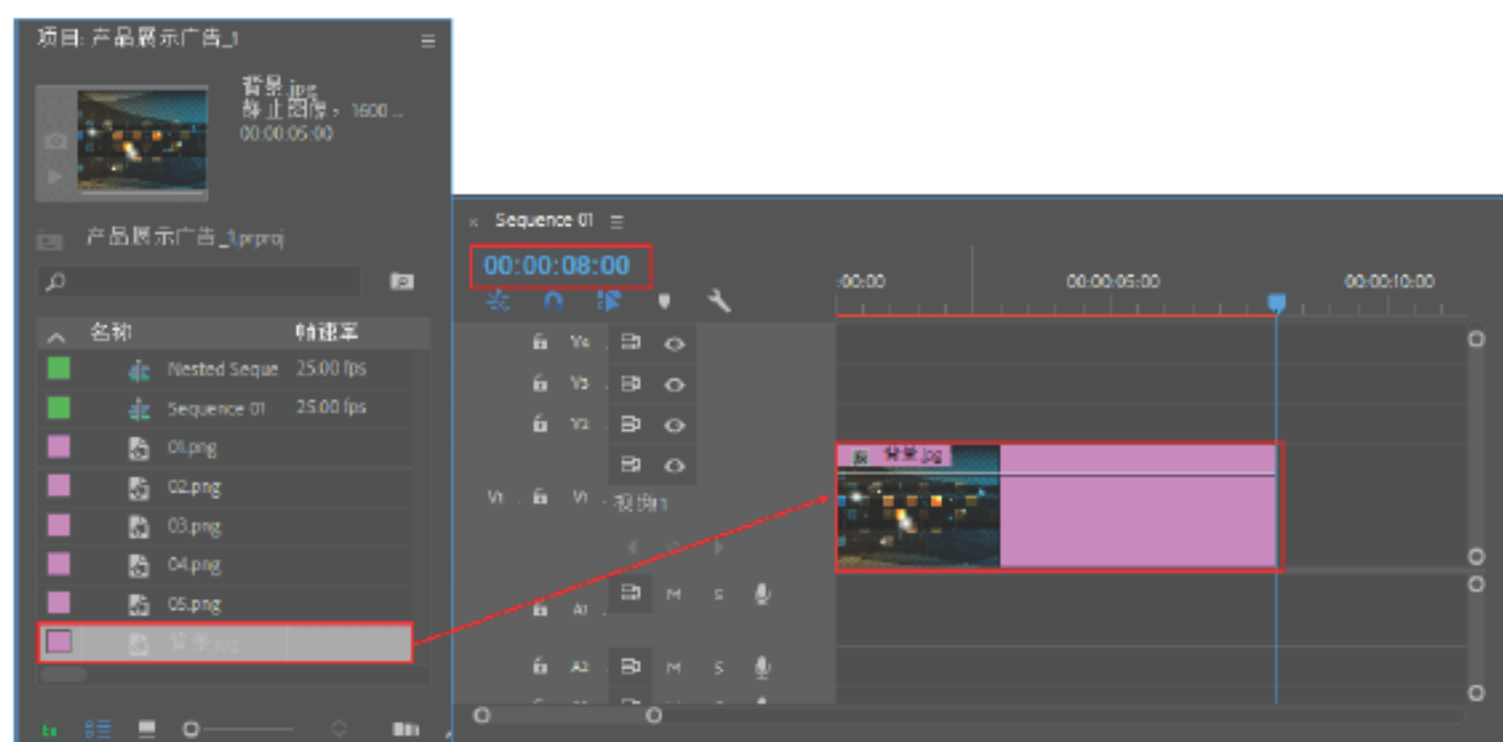 项目: 产品展示广告_1
背景.jpg
静止图像, 1600 ...
00:00:05:00
产品展示广告_1.prproj
名称 帧速率
Nested Seque 25.00 fps
Sequence 01 25.00 fps
01.png
02.png
03.png
04.png
05.png
背景.jpg
× Sequence 01
00:00:08:00
:00:00 00:00:05:00 00:00:10:00
V4
V3
V2
fx 背景.jpg
V1 V1 视频 1
A1 M S
A2 M S